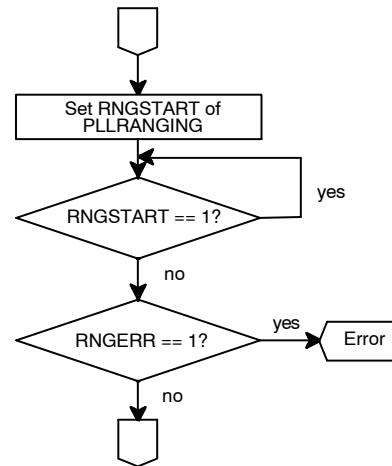 Set RNGSTART of
PLLRANGING
yes
RNGSTART == 1?
no
yes
RNGERR == 1?
Error
no